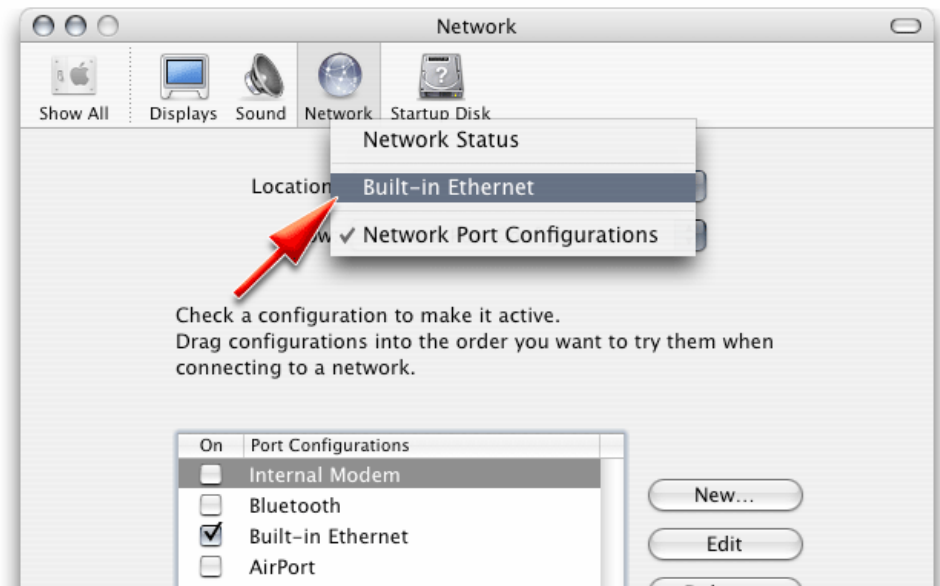 Network
Show All
Displays
Sound
Network
Startup Disk
Network Status
Location
Built-in Ethernet
✓ Network Port Configurations
Check a configuration to make it active.
Drag configurations into the order you want to try them when
connecting to a network.
On
Port Configurations
Internal Modem
Bluetooth
Built-in Ethernet
AirPort
New...
Edit